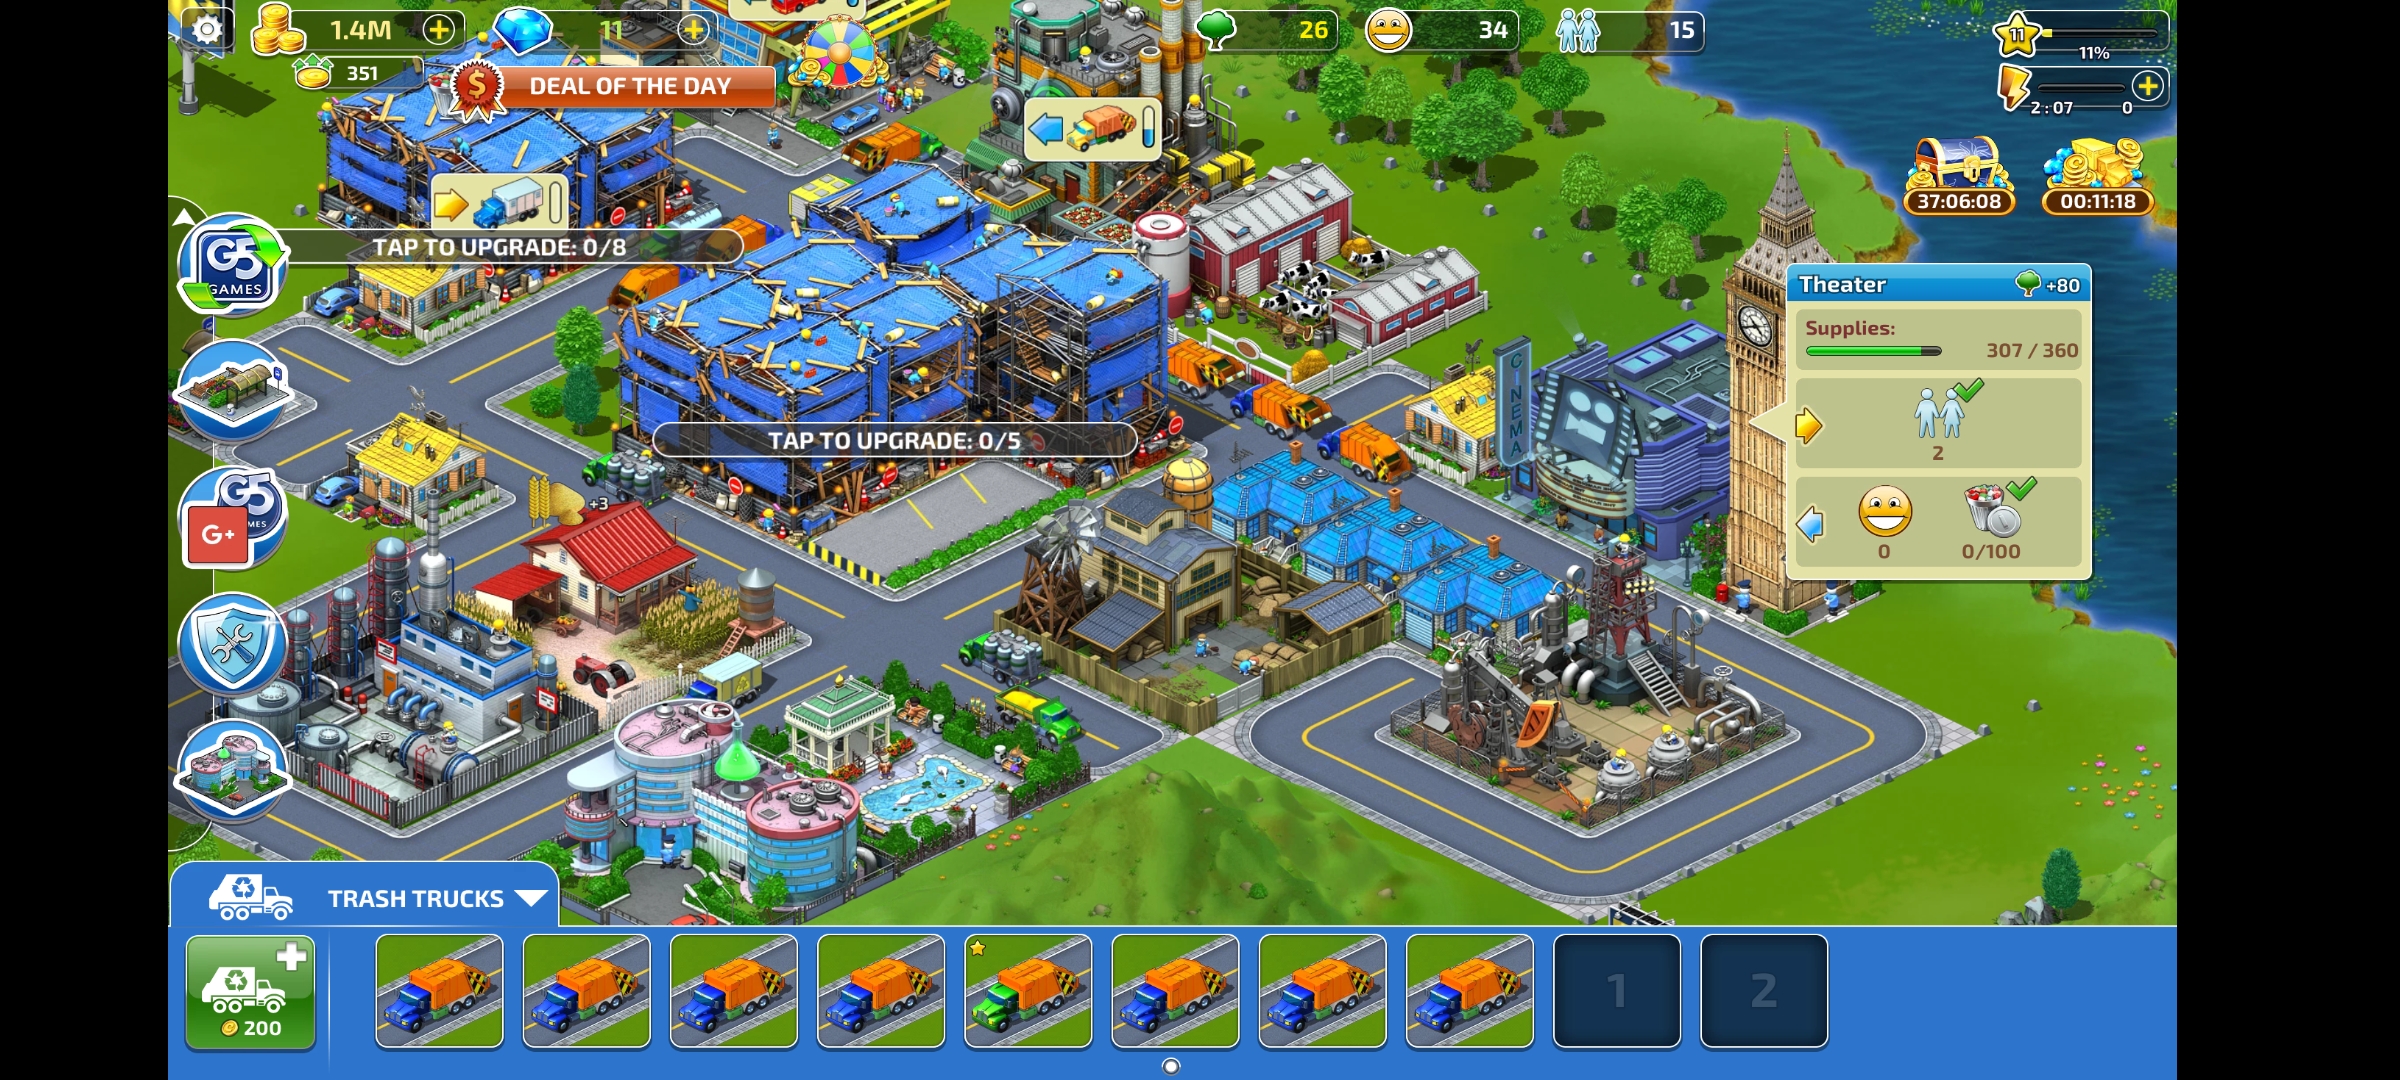 1.4M
11
26
34
15
11
11%
351
DEAL OF THE DAY
2:07
0
37:06:08
00:11:18
G5
GAMES
TAP TO UPGRADE: 0/8
Theater
+80
Supplies:
307 / 360
2
0
0/100
CINEMA
TAP TO UPGRADE: 0/5
+3
G5
G+
TRASH TRUCKS
200
1
2